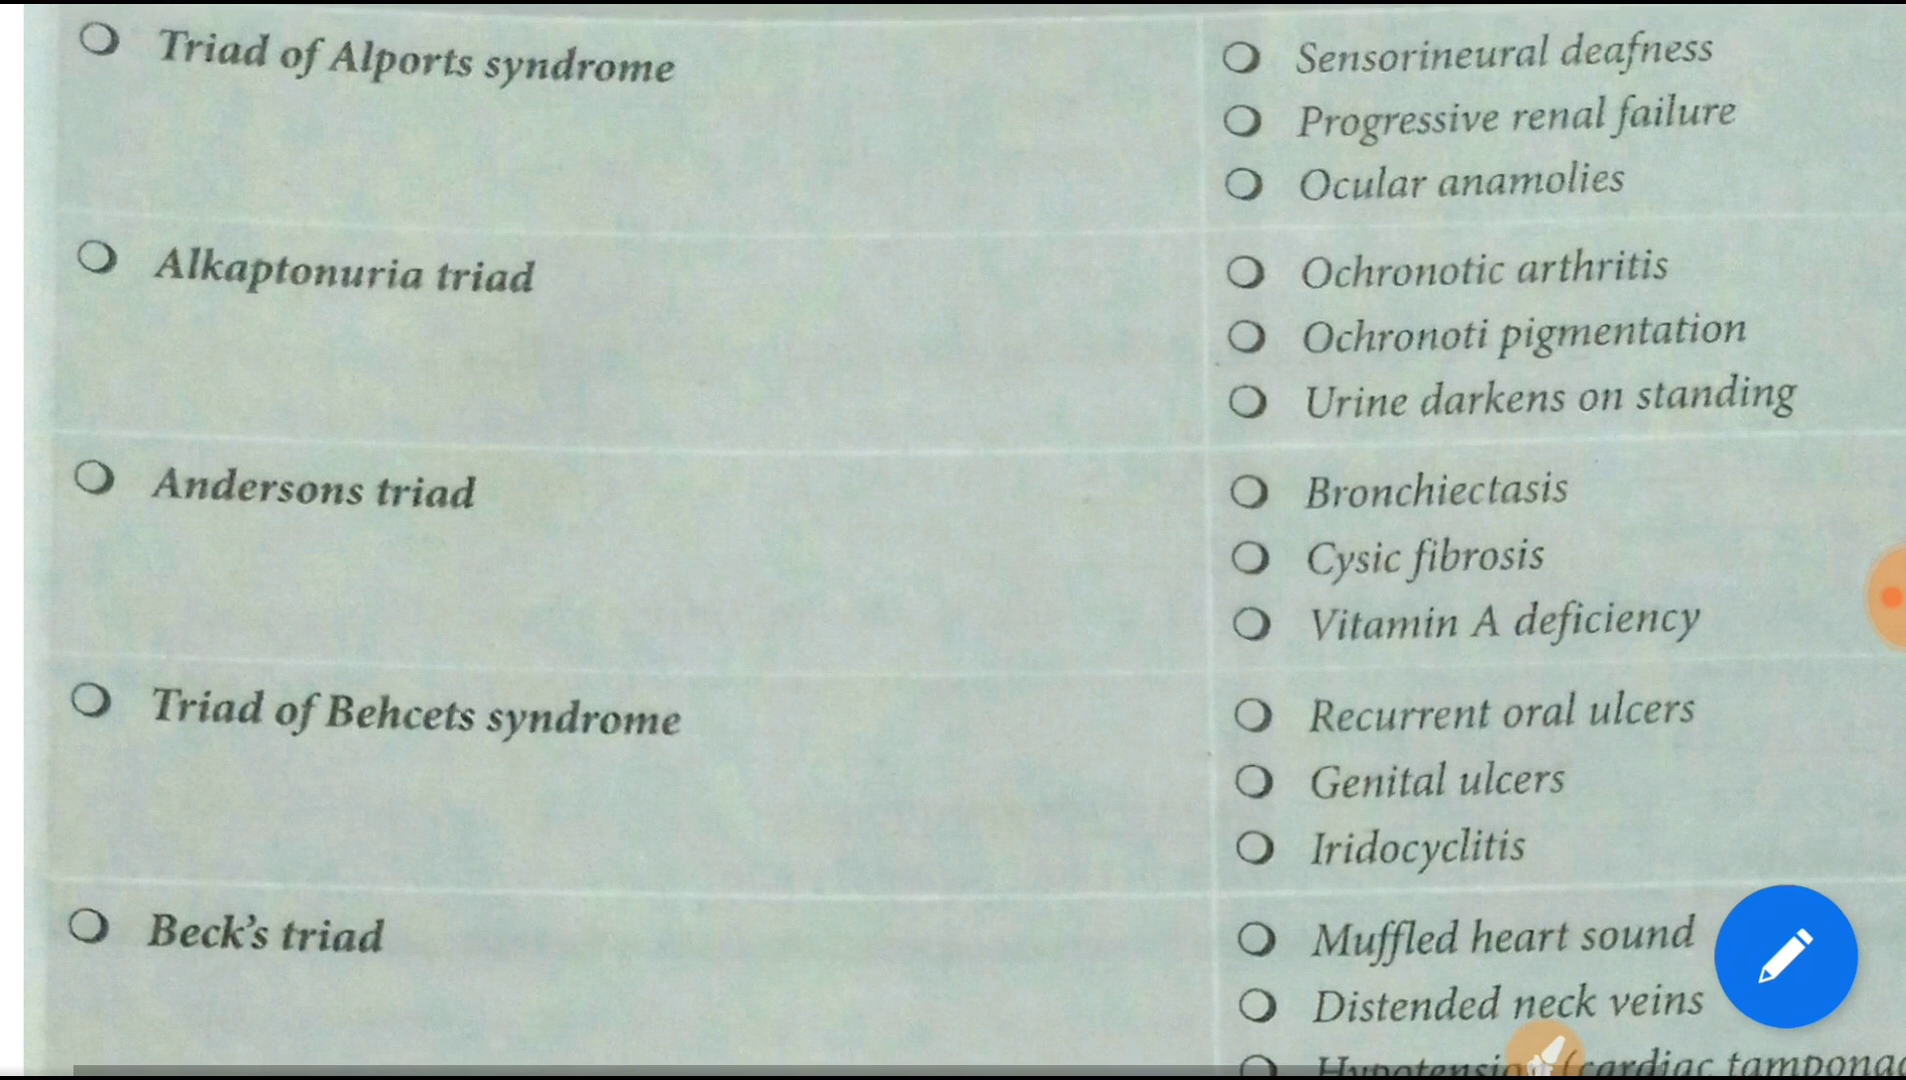 Triad of Alports syndrome
Sensorineural deafness
Progressive renal failure
Ocular anamolies
Alkaptonuria triad
Ochronotic arthritis
Ochronoti pigmentation
Urine darkens on standing
Andersons triad
Bronchiectasis
Cysic fibrosis
Vitamin A deficiency
Triad of Behcets syndrome
Recurrent oral ulcers
Genital ulcers
Iridocyclitis
Beck's triad
Muffled heart sound
Distended neck veins
(cardiac